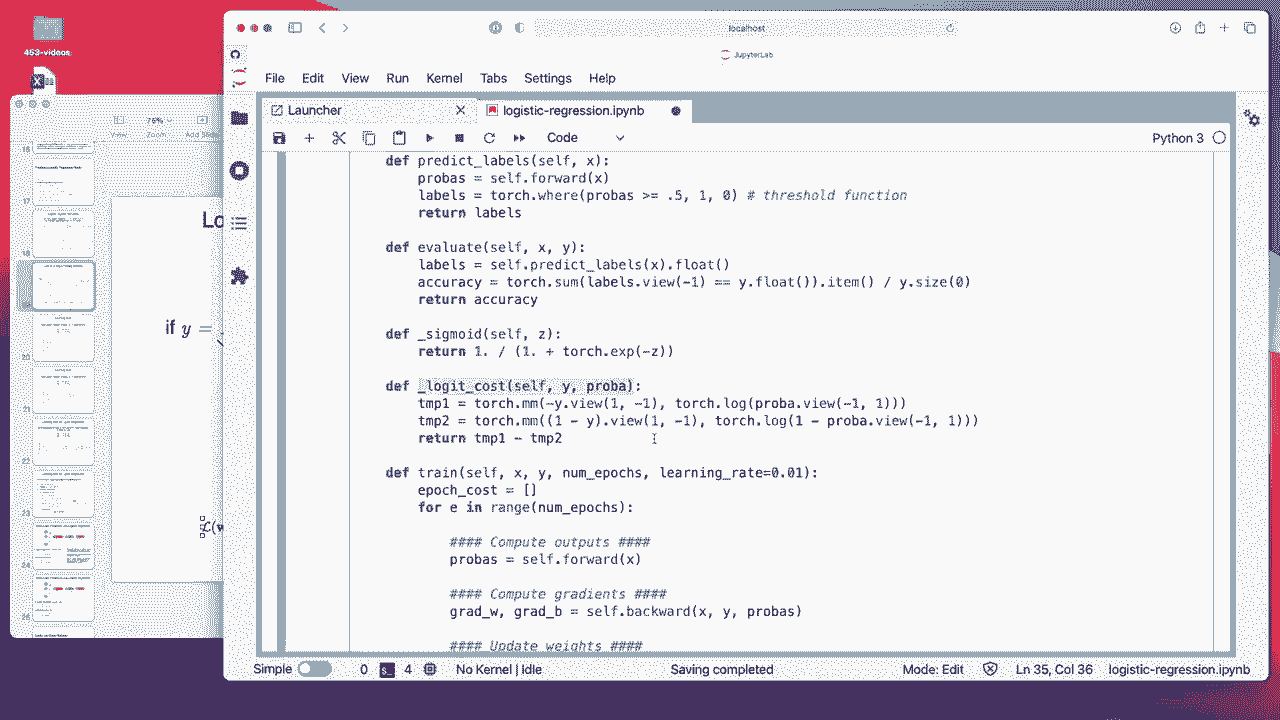 453-videos
localhost
JupyterLab
File Edit View Run Kernel Tabs Settings Help
Launcher
logistic-regression.ipynb
Code
Python 3
75%
View Zoom
def predict_labels(self, x):
probas = self.forward(x)
labels = torch.where(probas >= .5, 1, 0) # threshold function
return labels
def evaluate(self, x, y):
labels = self.predict_labels(x).float()
accuracy = torch.sum(labels.view(-1) == y.float()).item() / y.size(0)
return accuracy
def _sigmoid(self, z):
return 1. / (1. + torch.exp(-z))
def _logit_cost(self, y, proba):
tmp1 = torch.mm(-y.view(1, -1), torch.log(proba.view(-1, 1)))
tmp2 = torch.mm((1 - y).view(1, -1), torch.log(1 - proba.view(-1, 1)))
return tmp1 - tmp2
def train(self, x, y, num_epochs, learning_rate=0.01):
epoch_cost = []
for e in range(num_epochs):
#### Compute outputs ####
probas = self.forward(x)
#### Compute gradients ####
grad_w, grad_b = self.backward(x, y, probas)
#### Update weights ####
Lo
if y =
Simple 0 4 No Kernel | Idle Saving completed Mode: Edit Ln 35, Col 36 logistic-regression.ipynb